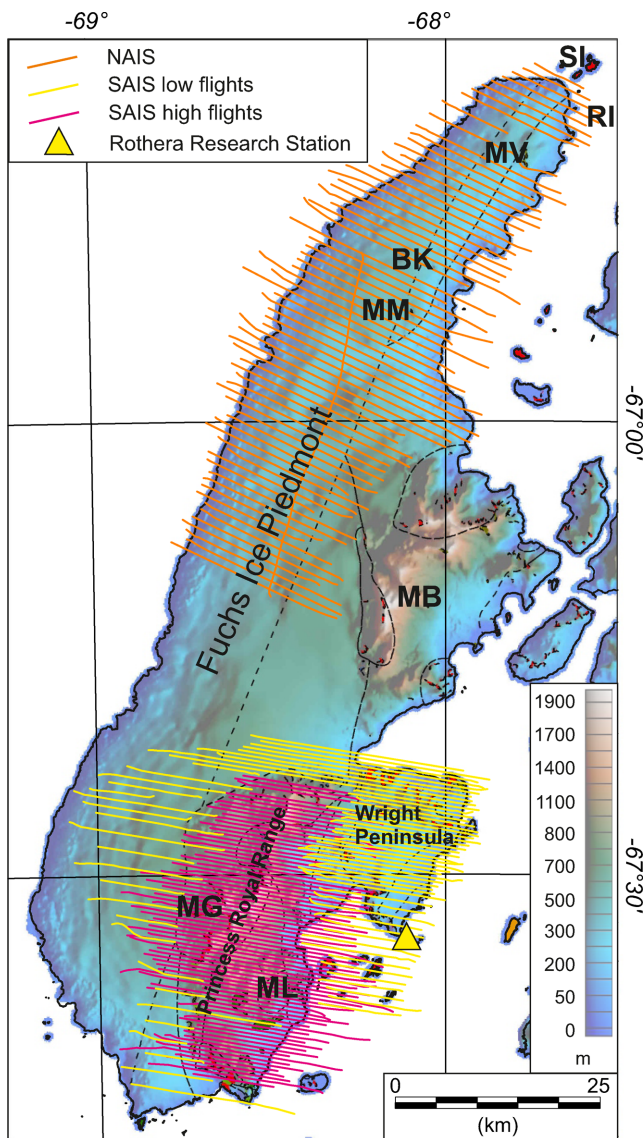 -69°
-68°
NAIS
SAIS low flights
SAIS high flights
Rothera Research Station
SI
RI
MV
BK
MM
-67°00'
Fuchs Ice Piedmont
MB
Wright
Peninsula
Princess Royal Range
MG
ML
-67°30'
1900
1700
1400
1100
800
700
500
300
200
50
0
m
0
25
(km)